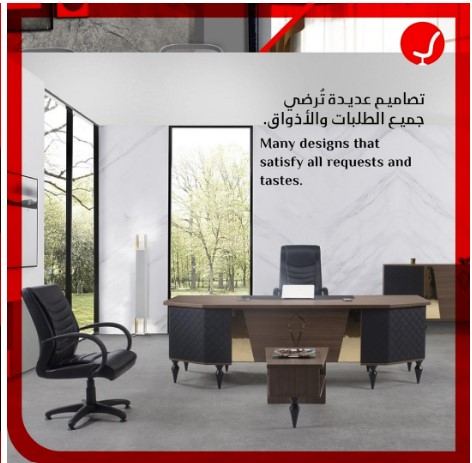 تصاميم عديدة تُرضي
جميع الطلبات والأذواق.
Many designs that
satisfy all requests and
tastes.